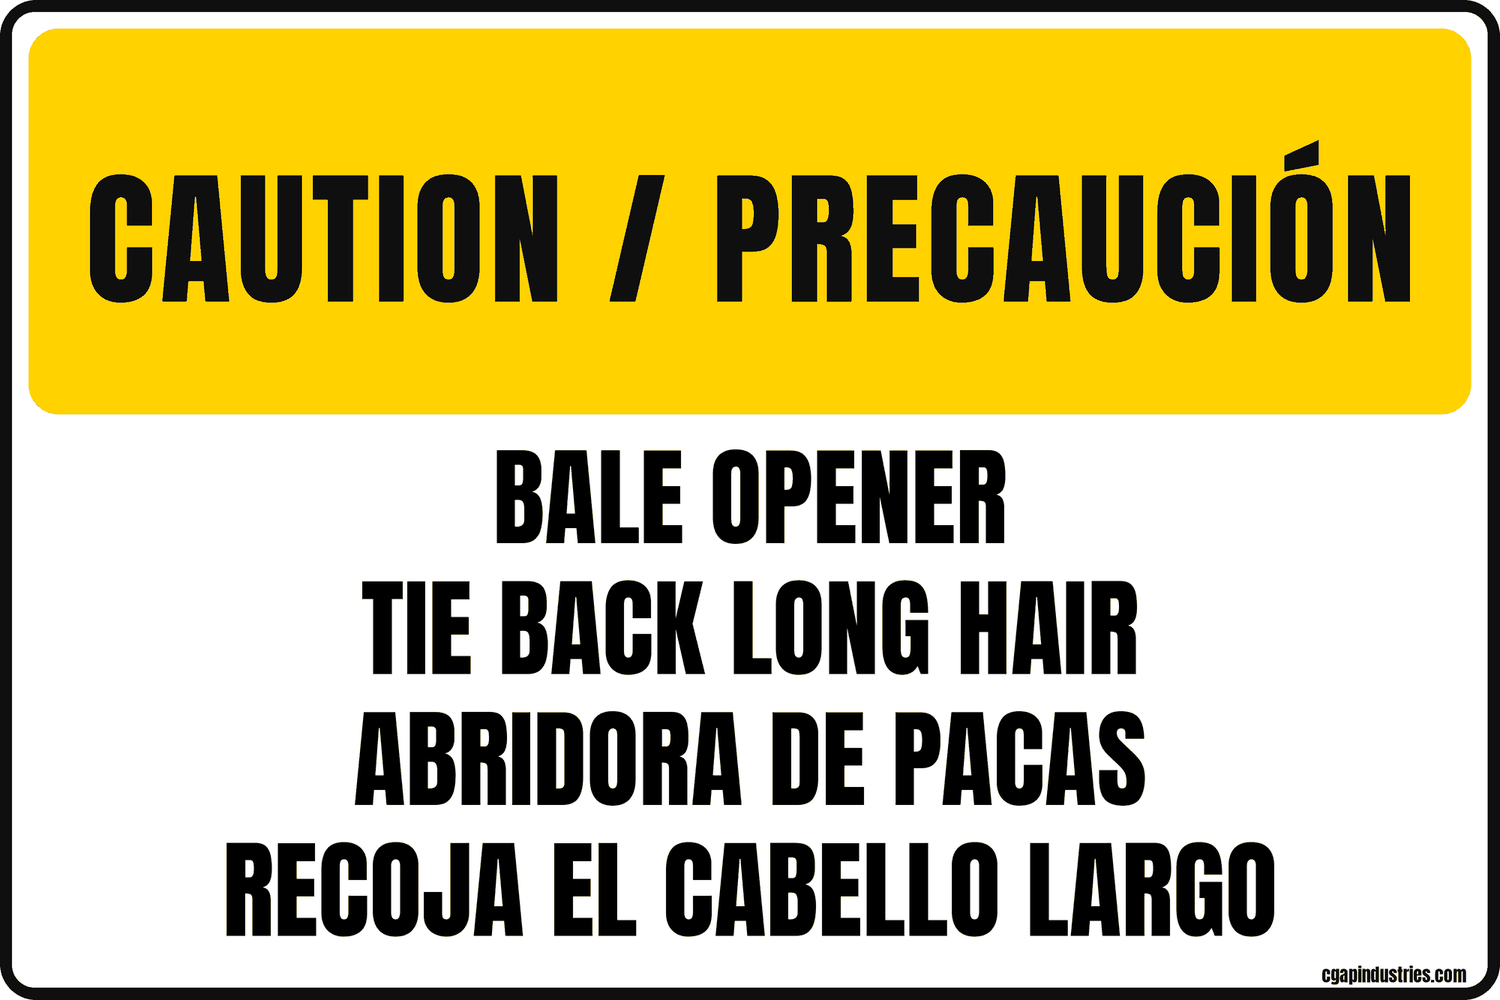 CAUTION / PRECAUCIÓN
BALE OPENER
TIE BACK LONG HAIR
ABRIDORA DE PACAS
RECOJA EL CABELLO LARGO
cgapindustries.com